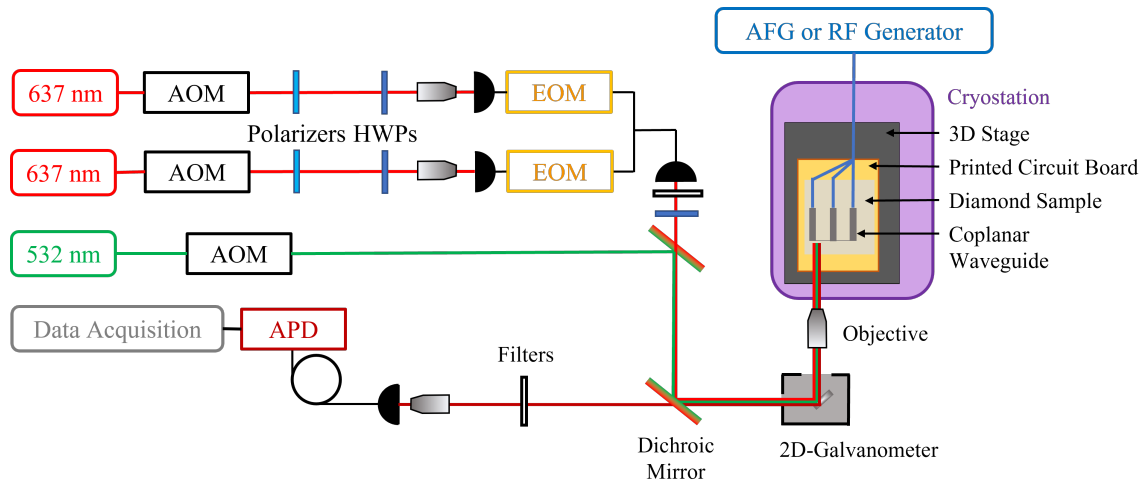 AFG or RF Generator
637 nm
AOM
EOM
Cryostation
3D Stage
Polarizers HWPs
Printed Circuit Board
637 nm
AOM
EOM
Diamond Sample
Coplanar
Waveguide
532 nm
AOM
Data Acquisition
APD
Filters
Objective
Dichroic
Mirror
2D-Galvanometer